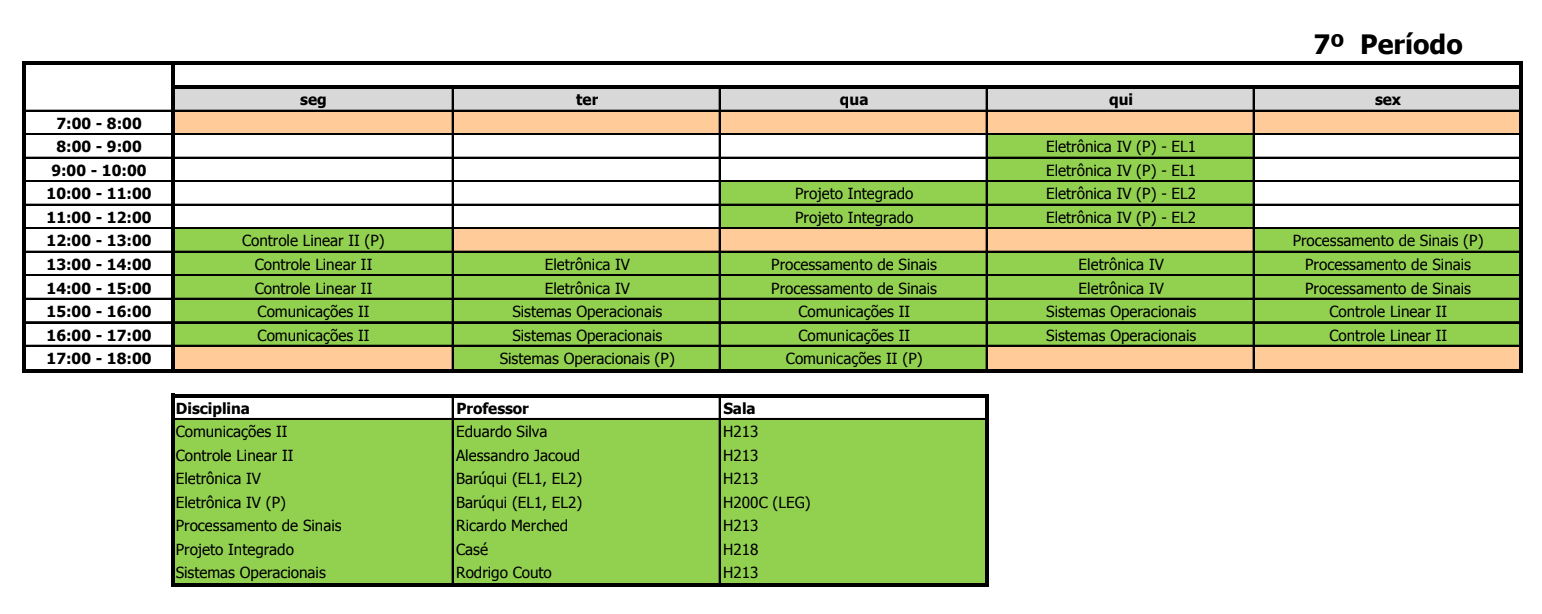 7º Período
seg ter qua qui sex
7:00 - 8:00
8:00 - 9:00 Eletrônica IV (P) - EL1
9:00 - 10:00 Eletrônica IV (P) - EL1
10:00 - 11:00 Projeto Integrado Eletrônica IV (P) - EL2
11:00 - 12:00 Projeto Integrado Eletrônica IV (P) - EL2
12:00 - 13:00 Controle Linear II (P) Processamento de Sinais (P)
13:00 - 14:00 Controle Linear II Eletrônica IV Processamento de Sinais Eletrônica IV Processamento de Sinais
14:00 - 15:00 Controle Linear II Eletrônica IV Processamento de Sinais Eletrônica IV Processamento de Sinais
15:00 - 16:00 Comunicações II Sistemas Operacionais Comunicações II Sistemas Operacionais Controle Linear II
16:00 - 17:00 Comunicações II Sistemas Operacionais Comunicações II Sistemas Operacionais Controle Linear II
17:00 - 18:00 Sistemas Operacionais (P) Comunicações II (P)
Disciplina Professor Sala
Comunicações II Eduardo Silva H213
Controle Linear II Alessandro Jacoud H213
Eletrônica IV Barúqui (EL1, EL2) H213
Eletrônica IV (P) Barúqui (EL1, EL2) H200C (LEG)
Processamento de Sinais Ricardo Merched H213
Projeto Integrado Casé H218
Sistemas Operacionais Rodrigo Couto H213